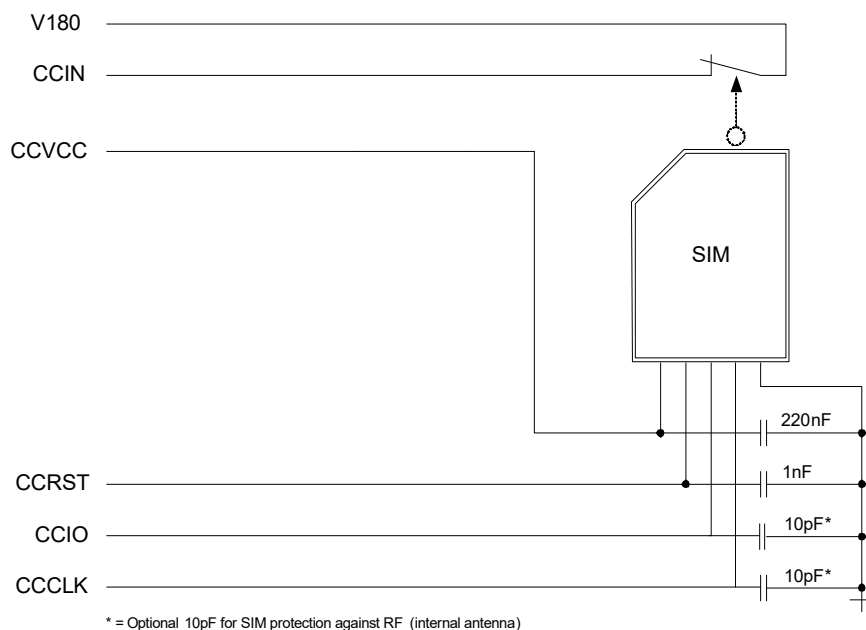 V180
CCIN
CCVCC
SIM
220nF
CCRST
1nF
CCIO
10pF*
CCCLK
10pF*
* = Optional 10pF for SIM protection against RF (internal antenna)